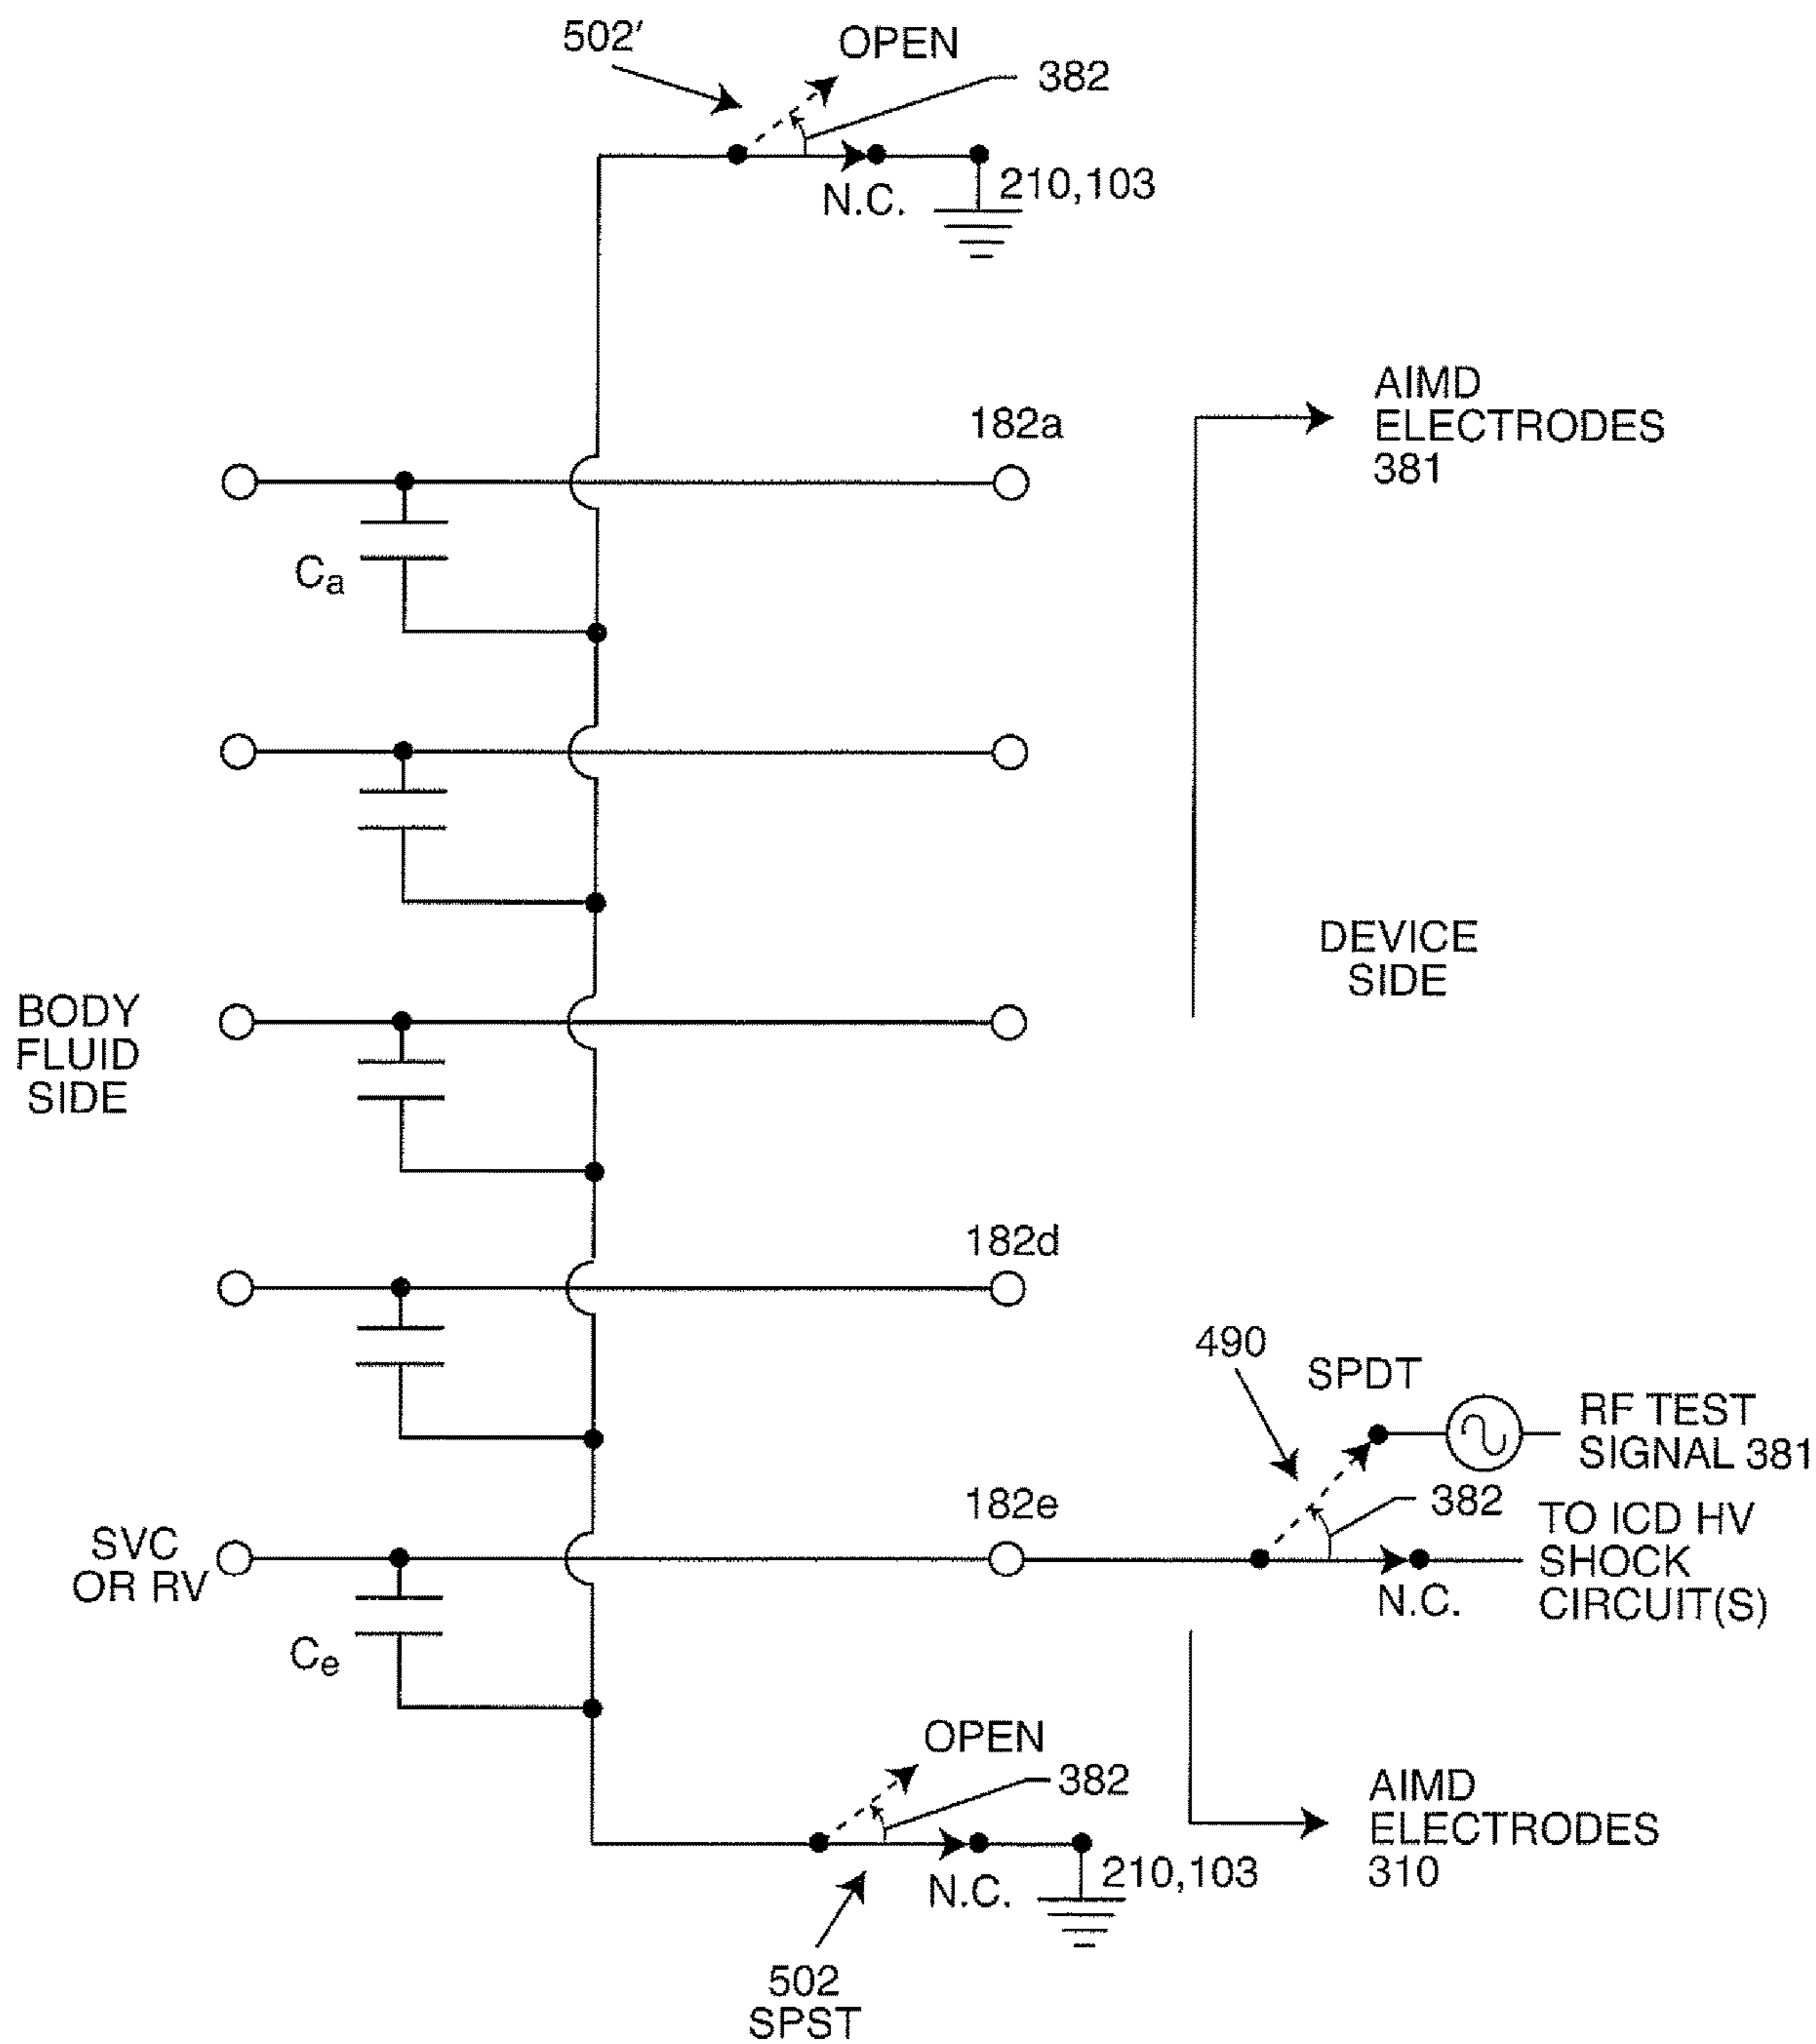 502'
OPEN
382
N.C.
210,103
182a
AIMD
ELECTRODES
381
Ca
BODY
FLUID
SIDE
DEVICE
SIDE
182d
490
SPDT
RF TEST
SIGNAL 381
382
SVC
OR RV
182e
TO ICD HV
SHOCK
CIRCUIT(S)
N.C.
Ce
OPEN
382
N.C.
210,103
AIMD
ELECTRODES
310
502
SPST